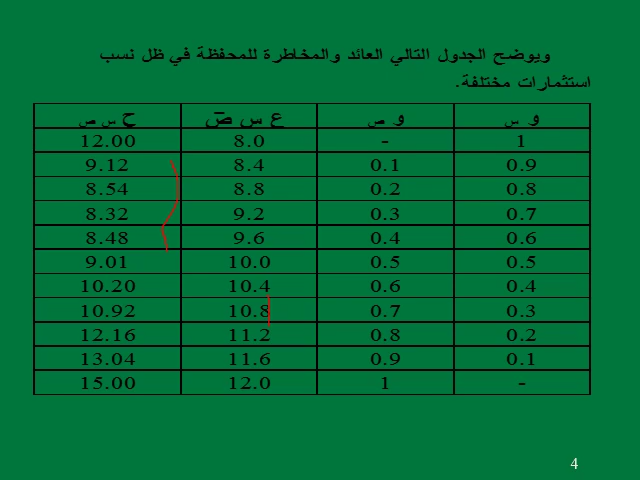 ويوضح الجدول التالي العائد والمخاطرة للمحفظة في ظل نسب
استثمارات مختلفة.
و س و ص ع س ص ح س ص
1 - 8.0 12.00
0.9 0.1 8.4 9.12
0.8 0.2 8.8 8.54
0.7 0.3 9.2 8.32
0.6 0.4 9.6 8.48
0.5 0.5 10.0 9.01
0.4 0.6 10.4 10.20
0.3 0.7 10.8 10.92
0.2 0.8 11.2 12.16
0.1 0.9 11.6 13.04
- 1 12.0 15.00
4